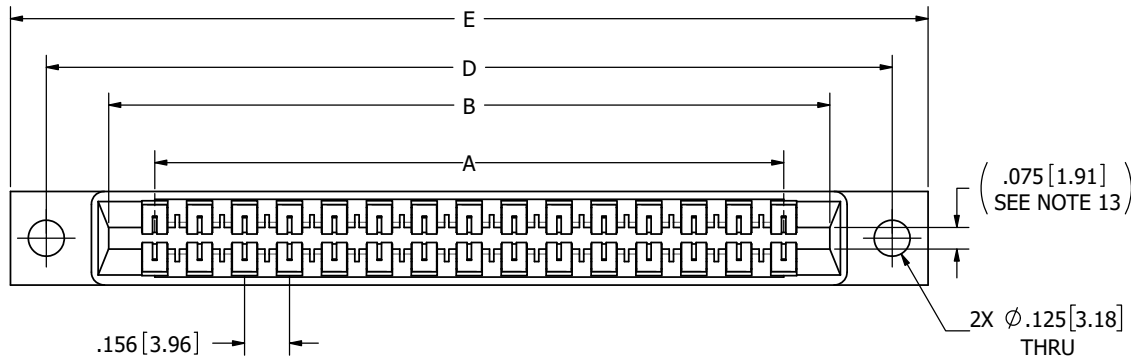 E
D
B
A
.075 [1.91]
SEE NOTE 13
.156 [3.96]
2X Ø.125 [3.18]
THRU